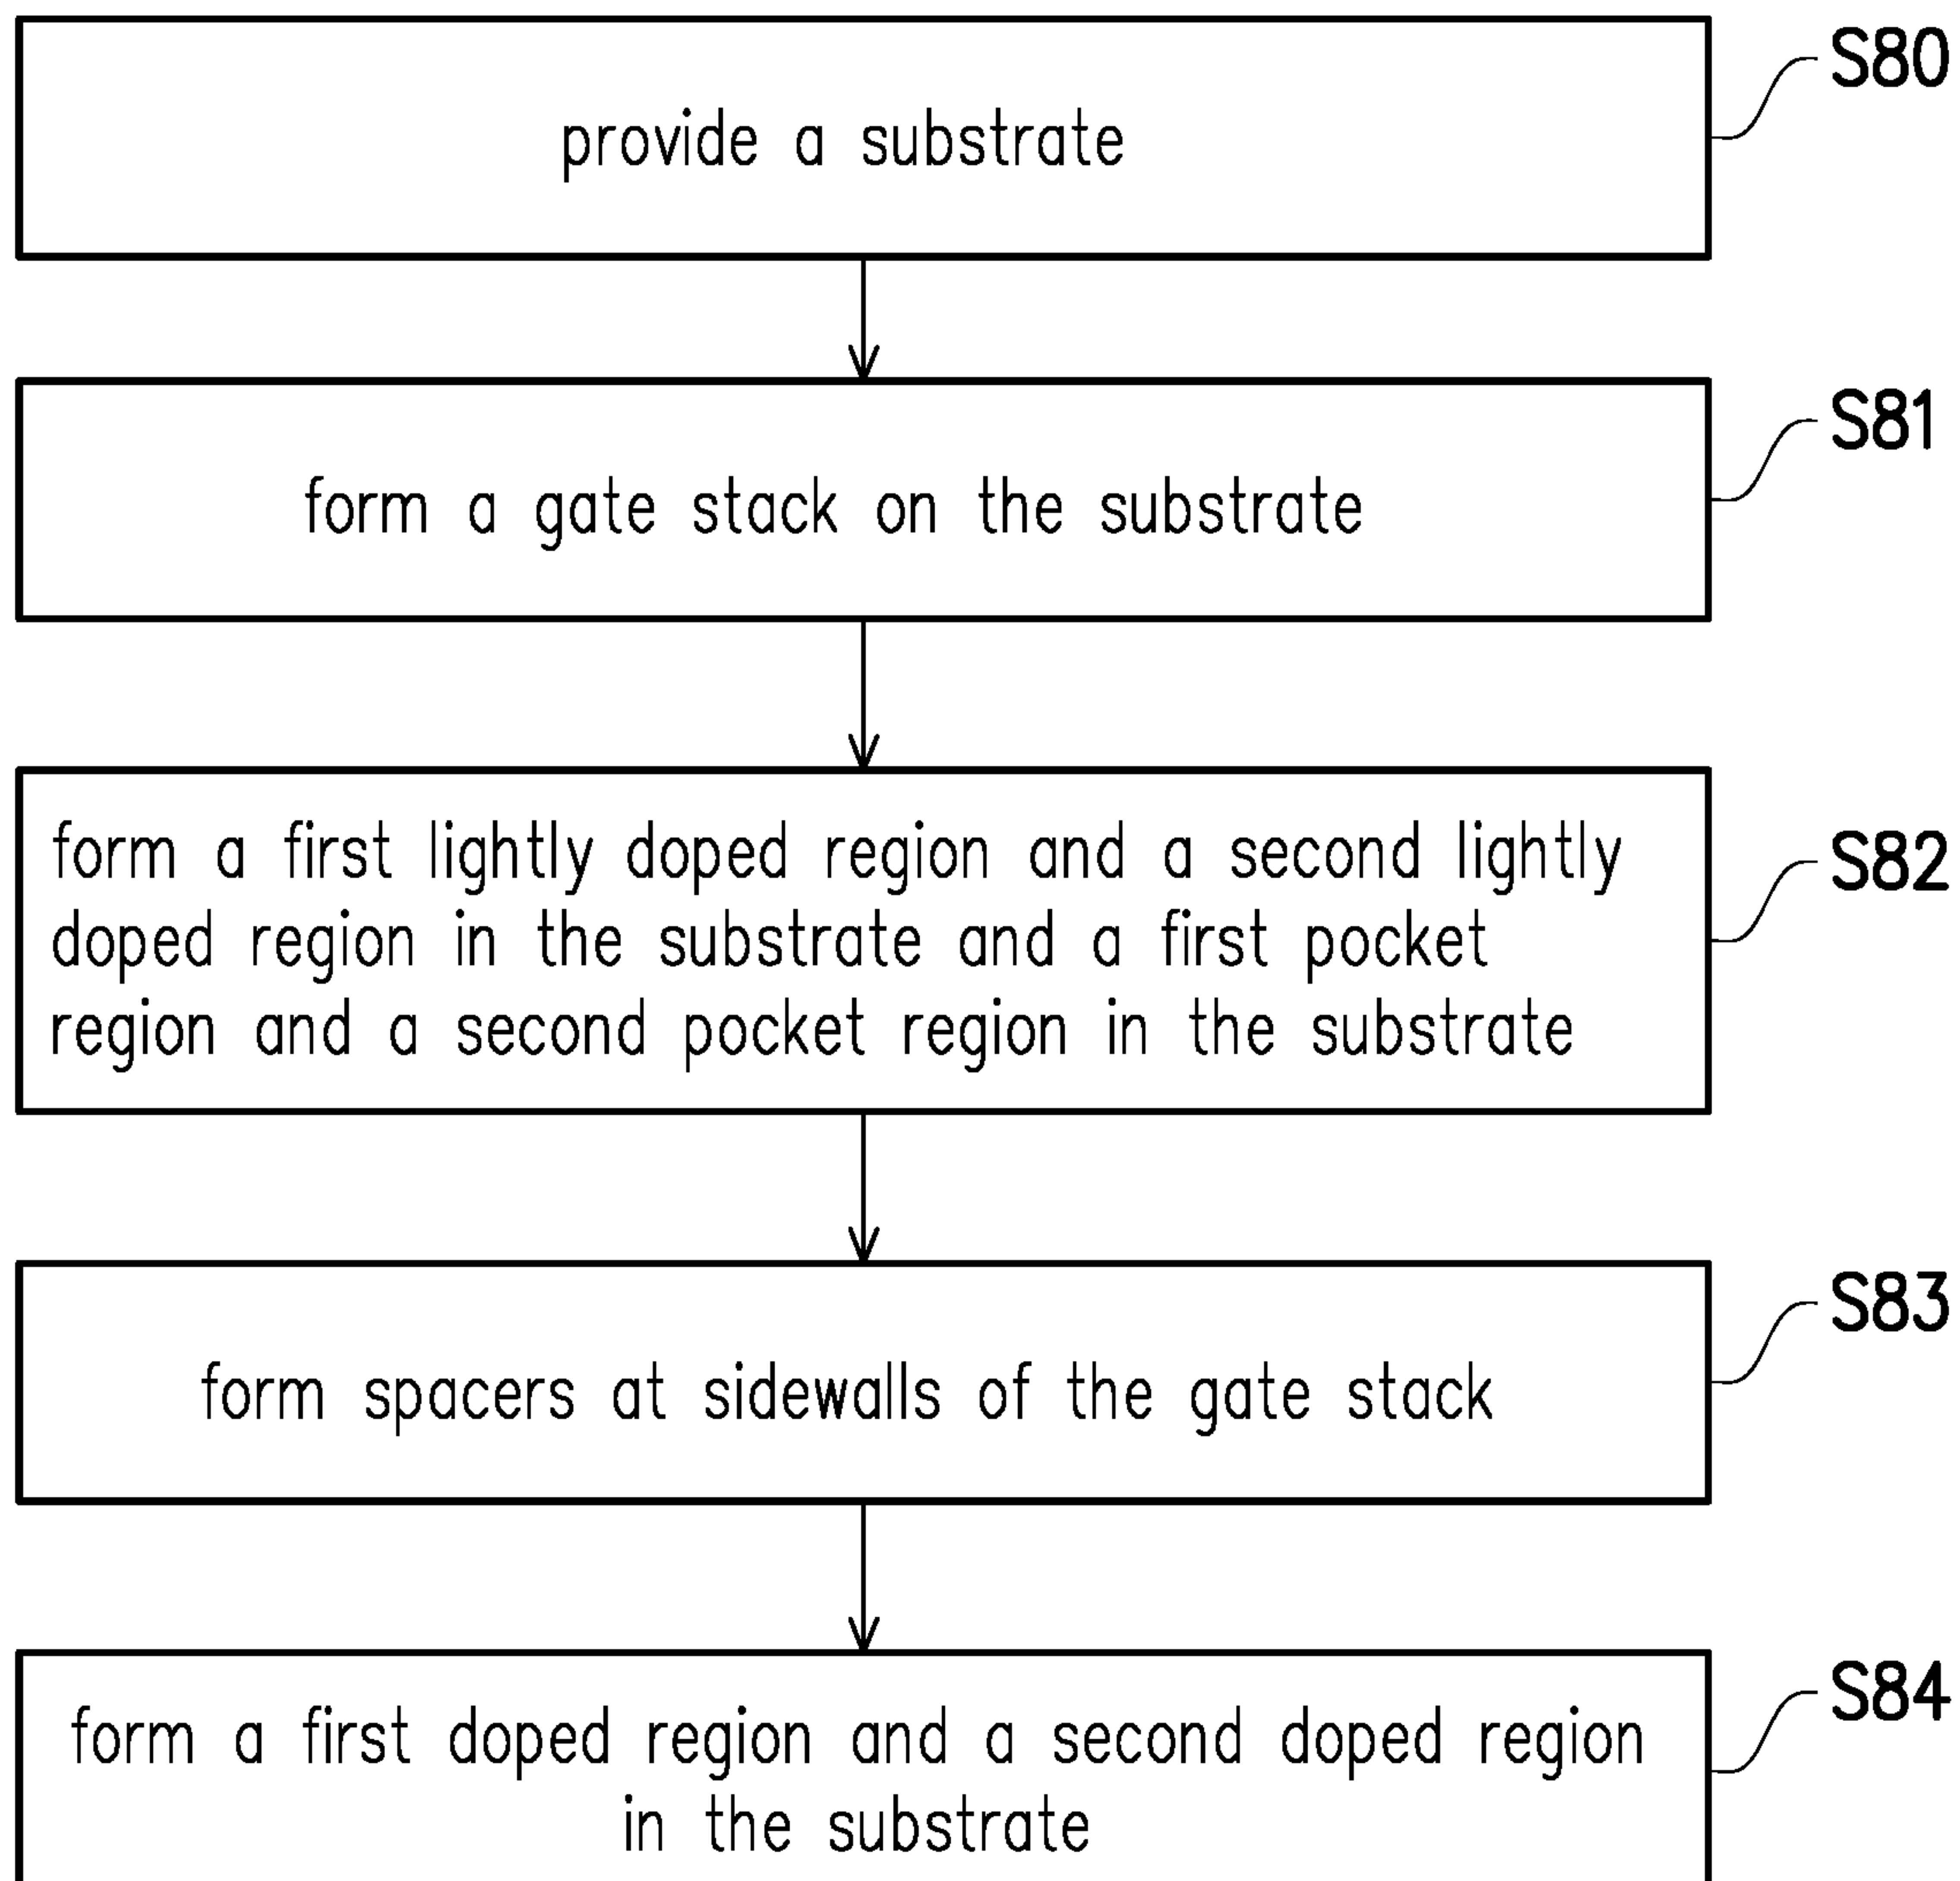 provide a substrate
S80
form a gate stack on the substrate
S81
form a first lightly doped region and a second lightly
doped region in the substrate and a first pocket
region and a second pocket region in the substrate
S82
form spacers at sidewalls of the gate stack
S83
form a first doped region and a second doped region
in the substrate
S84